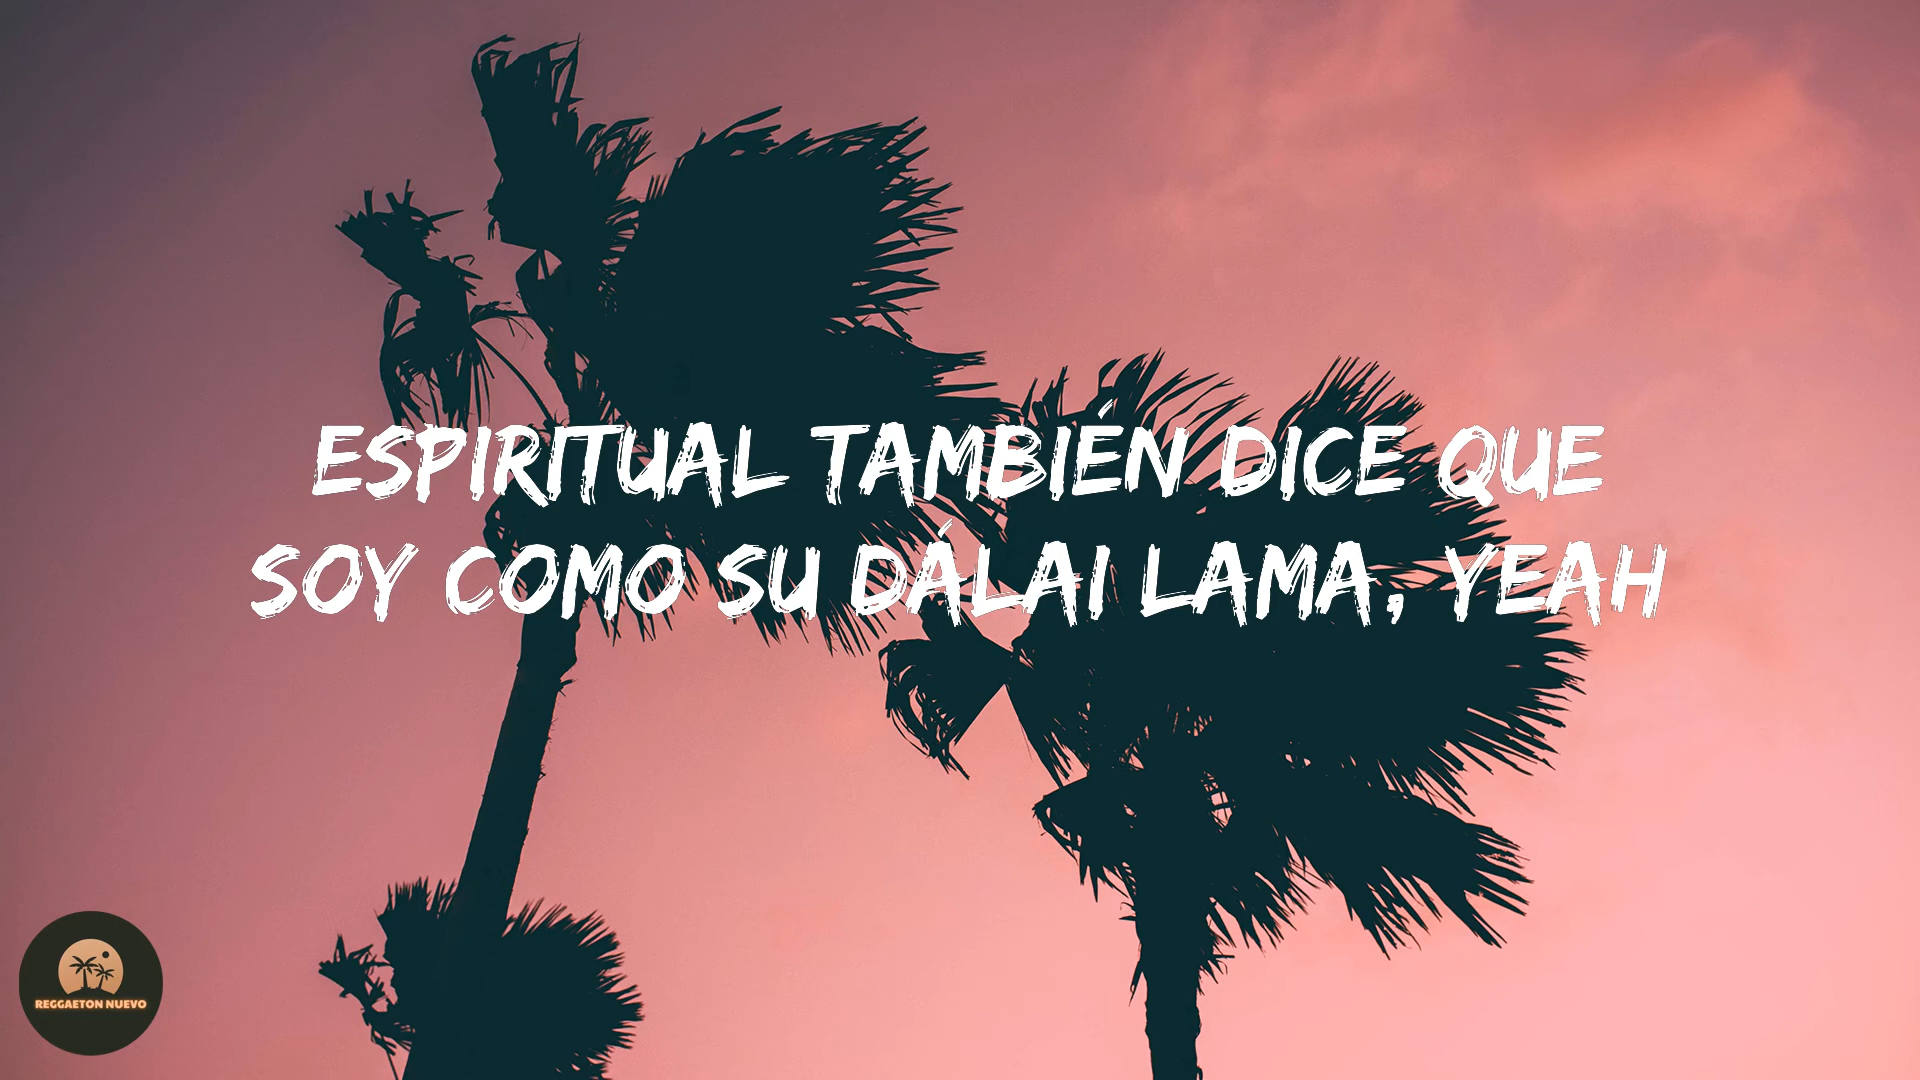 ESPIRITUAL TAMBIÉN DICE QUE
SOY COMO SU DÁLAI LAMA, YEAH
REGGAETON NUEVO